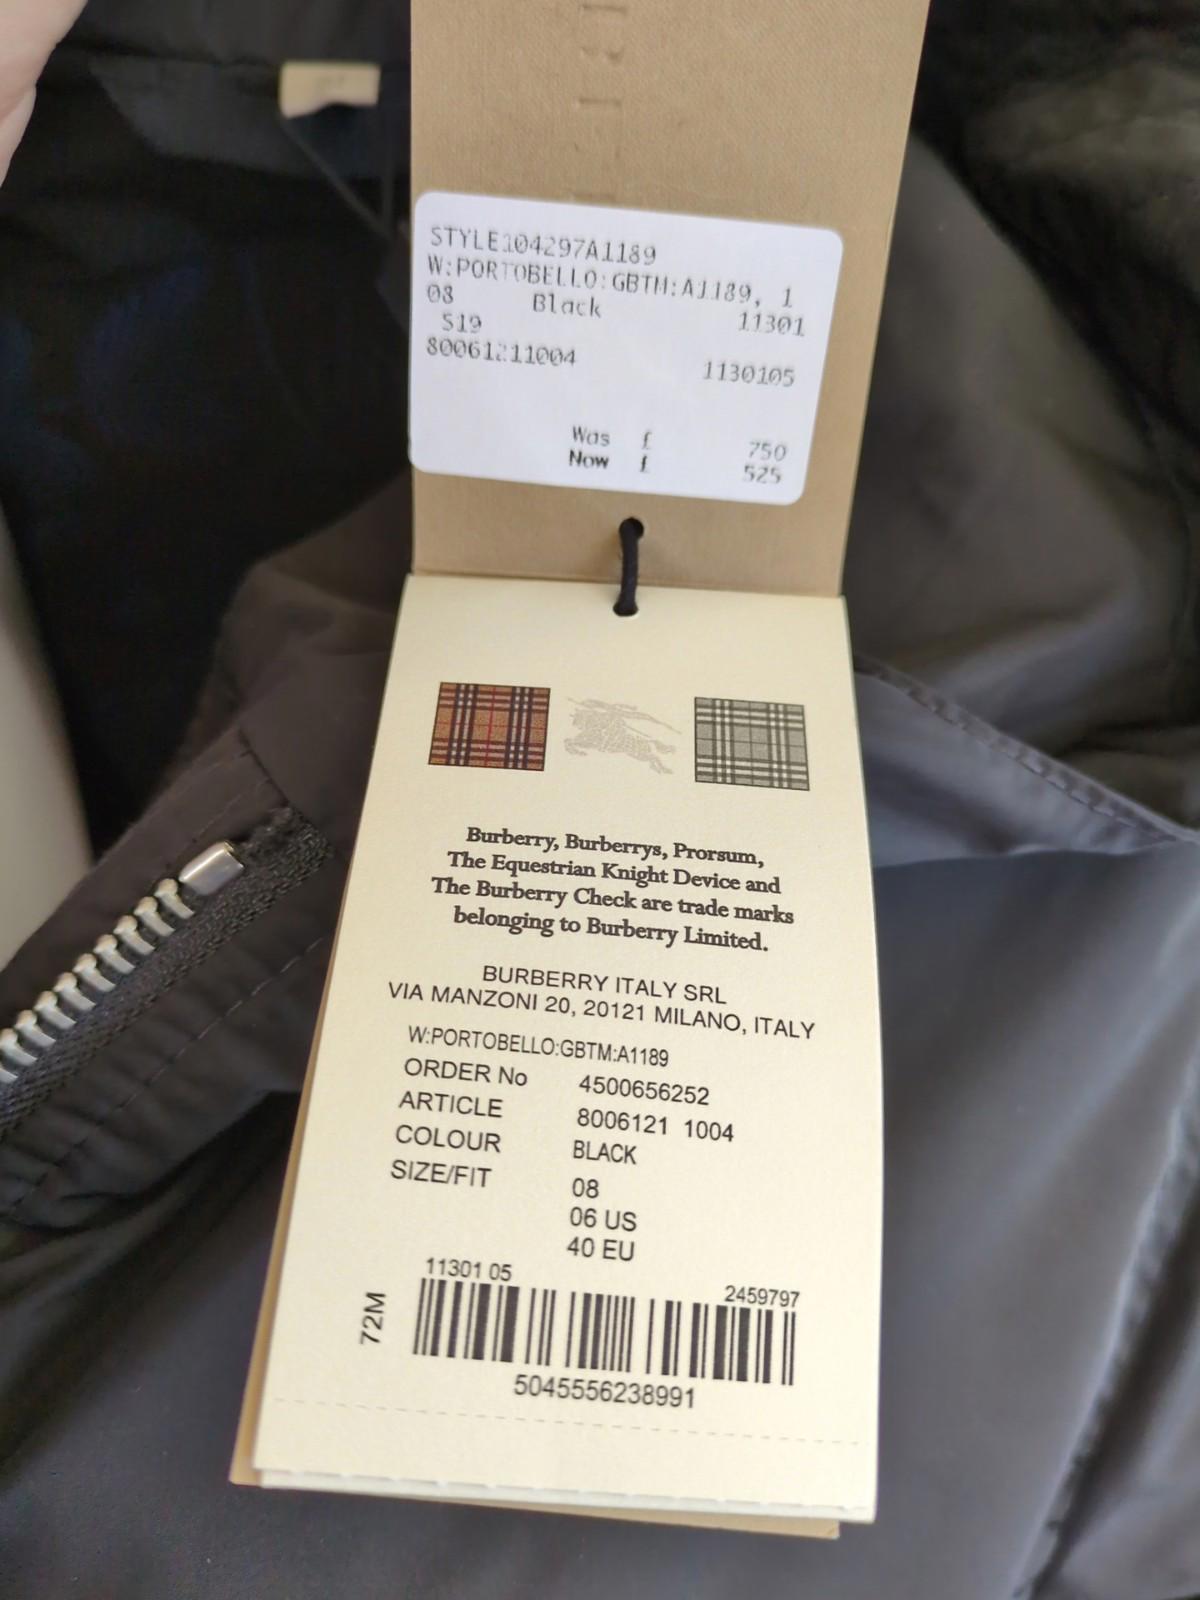 STYLE104297A1189
W:PORTOBELLO:GBTM:A1189, 1
08 Black 11301
S19
80061211004 1130105
Was £ 750
Now £ 525
Burberry, Burberrys, Prorsum,
The Equestrian Knight Device and
The Burberry Check are trade marks
belonging to Burberry Limited.
BURBERRY ITALY SRL
VIA MANZONI 20, 20121 MILANO, ITALY
W:PORTOBELLO:GBTM:A1189
ORDER No 4500656252
ARTICLE 8006121 1004
COLOUR BLACK
SIZE/FIT 08
06 US
40 EU
11301 05 2459797
72M
5045556238991